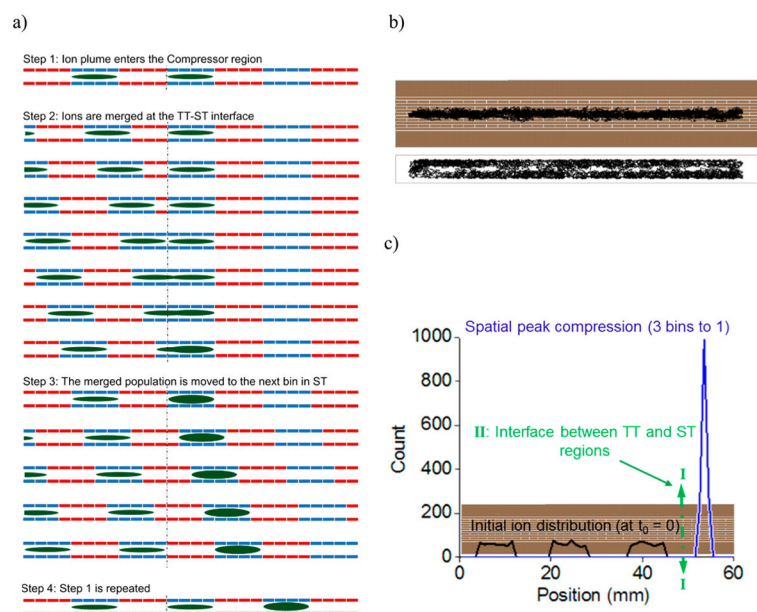 a)
Step 1: Ion plume enters the Compressor region
Step 2: Ions are merged at the TT-ST interface
Step 3: The merged population is moved to the next bin in ST
Step 4: Step 1 is repeated
b)
c)
Spatial peak compression (3 bins to 1)
1000
800
600
400
200
0
Count
II: Interface between TT and ST
regions
I
Initial ion distribution (at t0 = 0)
I
0
20
40
60
Position (mm)